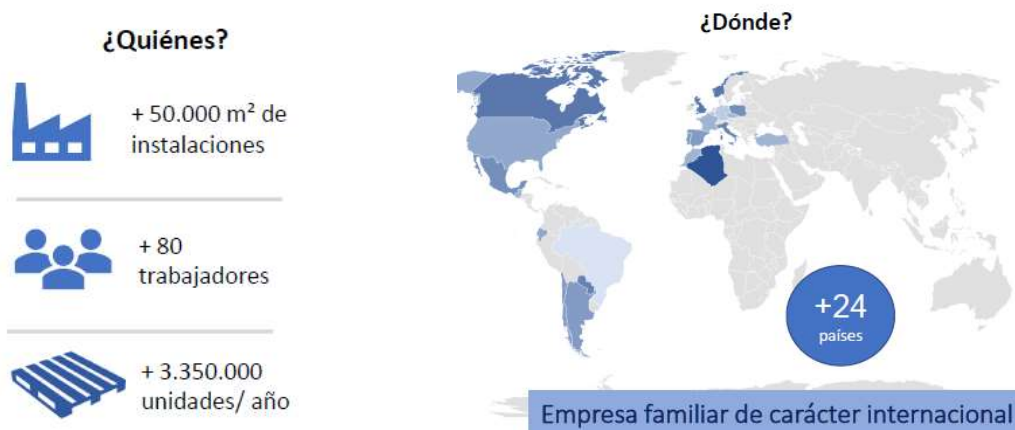 ¿Quiénes?
+ 50.000 m² de
instalaciones
+ 80
trabajadores
+ 3.350.000
unidades/ año
¿Dónde?
+24
países
Empresa familiar de carácter internacional